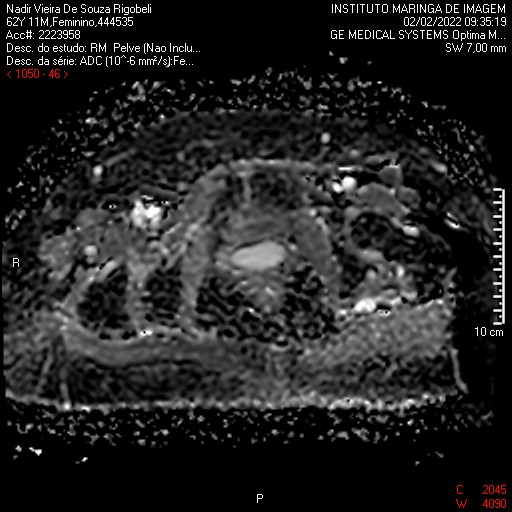 Nadir Vieira De Souza Rigobeli
62Y 11M,Feminino,444535
Acc#: 2223958
Desc. do estudo: RM Pelve (Nao Inclu...
Desc. da série: ADC (10^-6 mm²/s):Fe...
< 1050 - 46 >
INSTITUTO MARINGA DE IMAGEM
02/02/2022 09:35:19
GE MEDICAL SYSTEMS Optima M...
SW 7,00 mm
R
10 cm
P
C 2045
W 4090